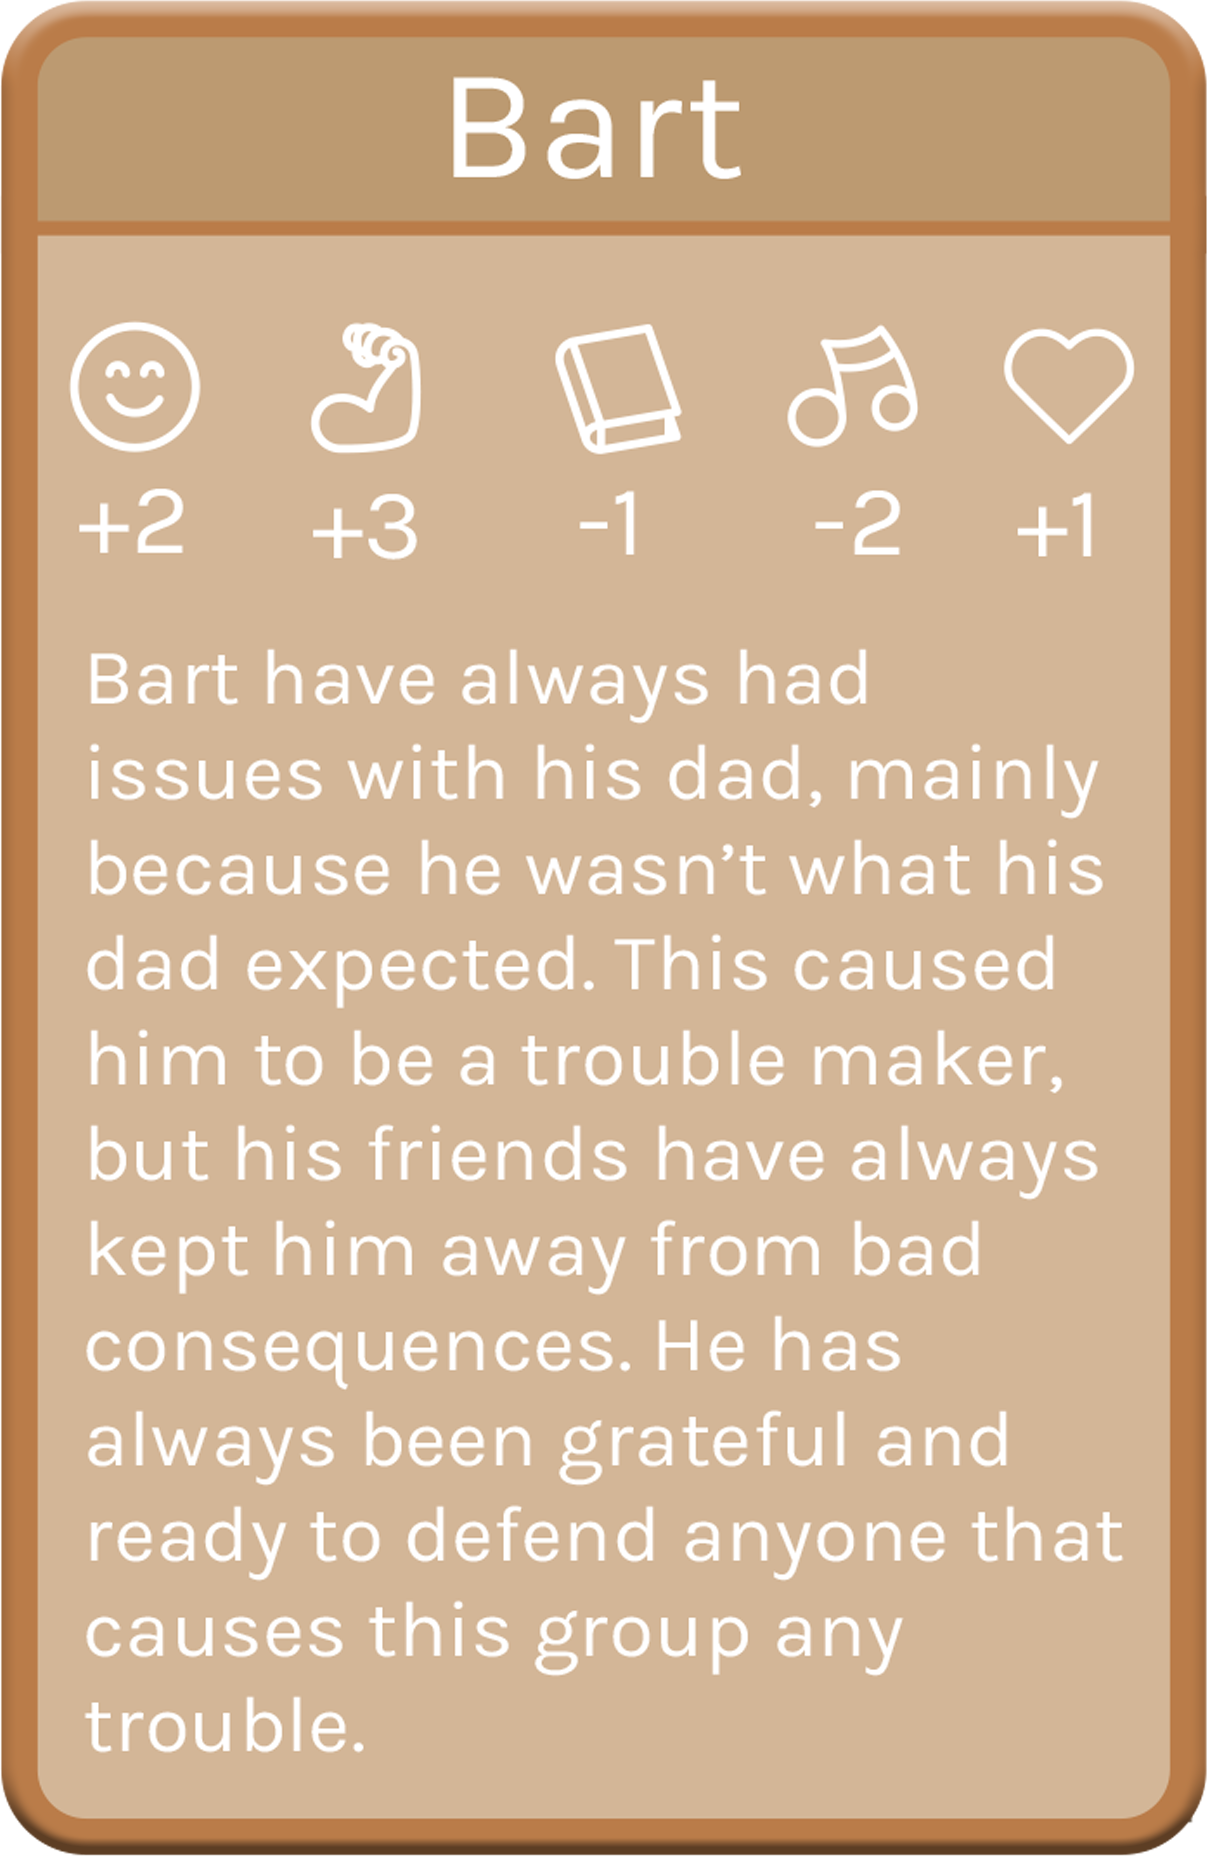 Bart
+2 +3 -1 -2 +1
Bart have always had
issues with his dad, mainly
because he wasn’t what his
dad expected. This caused
him to be a trouble maker,
but his friends have always
kept him away from bad
consequences. He has
always been grateful and
ready to defend anyone that
causes this group any
trouble.